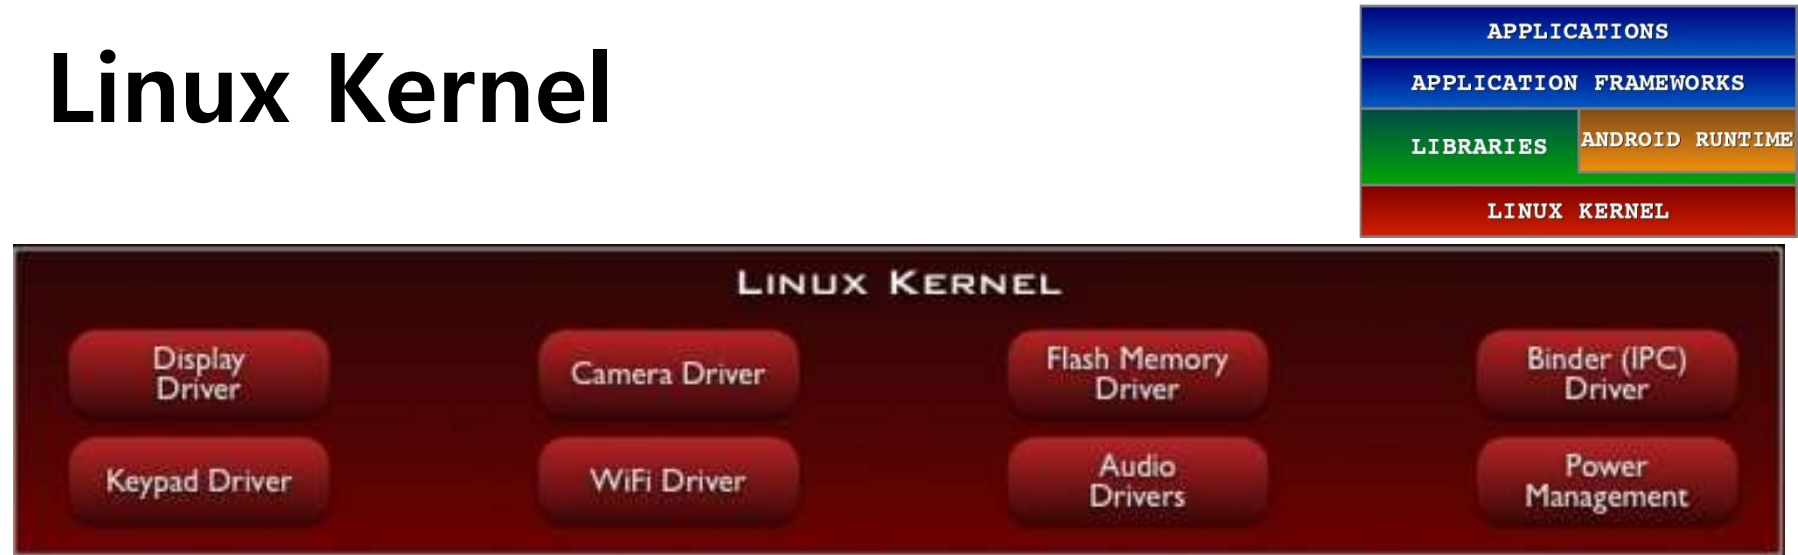 Linux Kernel
APPLICATIONS
APPLICATION FRAMEWORKS
LIBRARIES
ANDROID RUNTIME
LINUX KERNEL
LINUX KERNEL
Display
Driver
Camera Driver
Flash Memory
Driver
Binder (IPC)
Driver
Keypad Driver
WiFi Driver
Audio
Drivers
Power
Management